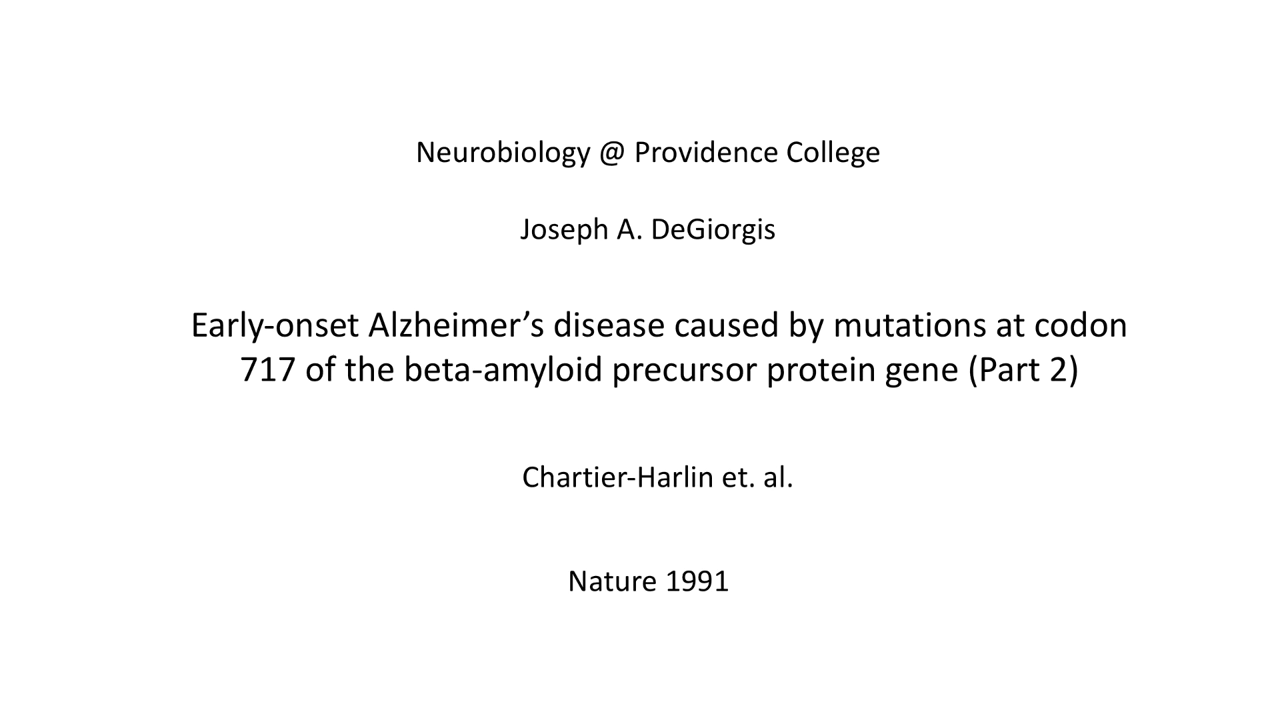 Neurobiology @ Providence College
Joseph A. DeGiorgis
Early-onset Alzheimer’s disease caused by mutations at codon
717 of the beta-amyloid precursor protein gene (Part 2)
Chartier-Harlin et. al.
Nature 1991